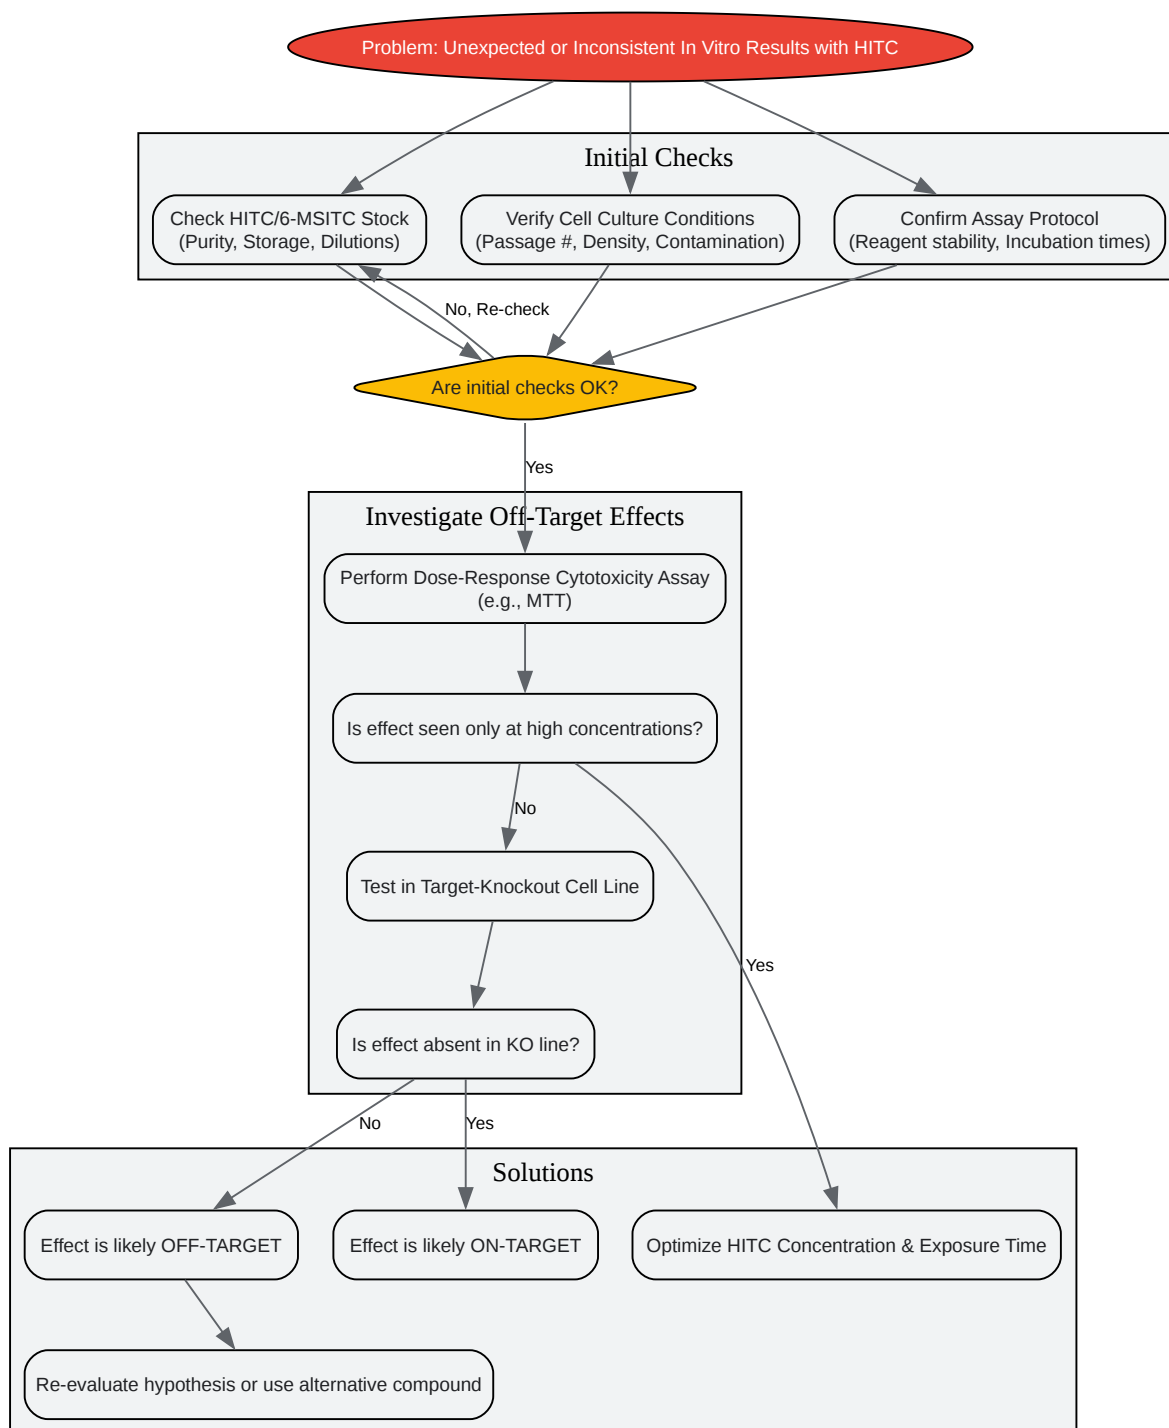 Problem: Unexpected or Inconsistent In Vitro Results with HITC
Initial Checks
Check HITC/6-MSITC Stock
(Purity, Storage, Dilutions)
Verify Cell Culture Conditions
(Passage #, Density, Contamination)
Confirm Assay Protocol
(Reagent stability, Incubation times)
No, Re-check
Are initial checks OK?
Yes
Investigate Off-Target Effects
Perform Dose-Response Cytotoxicity Assay
(e.g., MTT)
Is effect seen only at high concentrations?
No
Test in Target-Knockout Cell Line
Yes
Is effect absent in KO line?
No
Yes
Solutions
Effect is likely OFF-TARGET
Effect is likely ON-TARGET
Optimize HITC Concentration & Exposure Time
Re-evaluate hypothesis or use alternative compound